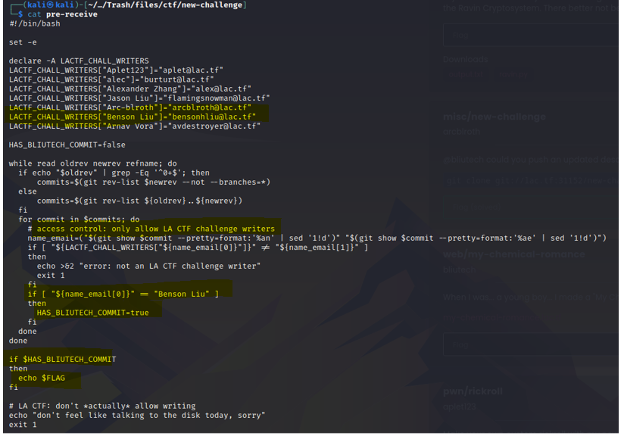 ┌──(kali㉿kali)-[~/…/Trash/files/ctf/new-challenge]
└─$ cat pre-receive
#!/bin/bash

set -e

declare -A LACTF_CHALL_WRITERS
LACTF_CHALL_WRITERS["Aplet123"]="aplet@lac.tf"
LACTF_CHALL_WRITERS["alec"]="burturt@lac.tf"
LACTF_CHALL_WRITERS["Alexander Zhang"]="alex@lac.tf"
LACTF_CHALL_WRITERS["Jason Liu"]="flamingsnowman@lac.tf"
LACTF_CHALL_WRITERS["Arc-blroth"]="arcblroth@lac.tf"
LACTF_CHALL_WRITERS["Benson Liu"]="bensonhliu@lac.tf"
LACTF_CHALL_WRITERS["Arnav Vora"]="avdestroyer@lac.tf"

HAS_BLIUTECH_COMMIT=false

while read oldrev newrev refname; do
  if echo "$oldrev" | grep -Eq '^0+$'; then
      commits=$(git rev-list $newrev --not --branches=*)
  else
      commits=$(git rev-list ${oldrev}..${newrev})
  fi
  for commit in $commits; do
    # access control: only allow LA CTF challenge writers
    name_email=("$(git show $commit --pretty=format:'%an' | sed '1!d')" "$(git show $commit --pretty=format:'%ae' | sed '1!d')")
    if [ "${LACTF_CHALL_WRITERS["${name_email[0]}"]}" != "${name_email[1]}" ]
    then
      echo >&2 "error: not an LA CTF challenge writer"
      exit 1
    fi
    if [ "${name_email[0]}" == "Benson Liu" ]
    then
      HAS_BLIUTECH_COMMIT=true
    fi
  done
done

if $HAS_BLIUTECH_COMMIT
then
  echo $FLAG
fi

# LA CTF: don't *actually* allow writing
echo "don't feel like talking to the disk today, sorry"
exit 1
misc/new-challenge